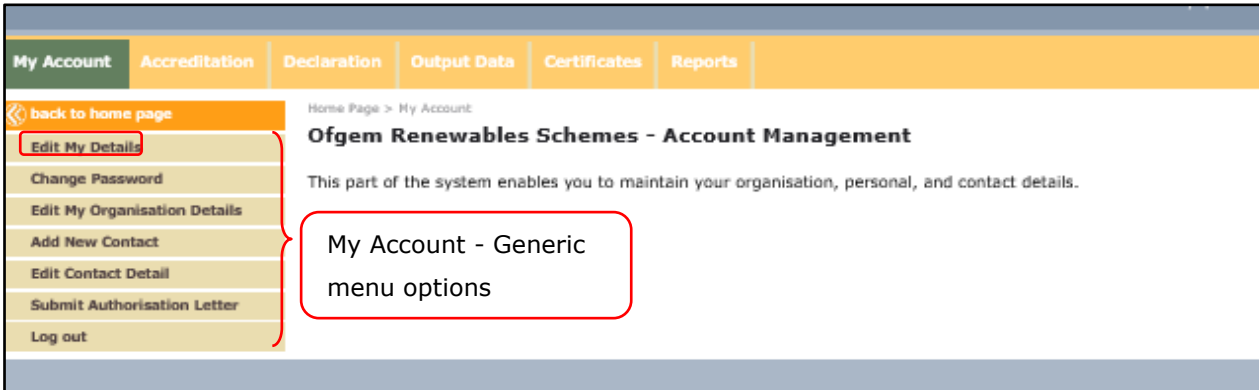 My Account Accreditation Declaration Output Data Certificates Reports
back to home page
Home Page > My Account
Edit My Details
Ofgem Renewables Schemes - Account Management
Change Password
This part of the system enables you to maintain your organisation, personal, and contact details.
Edit My Organisation Details
Add New Contact
Edit Contact Detail
Submit Authorisation Letter
Log out
My Account - Generic
menu options